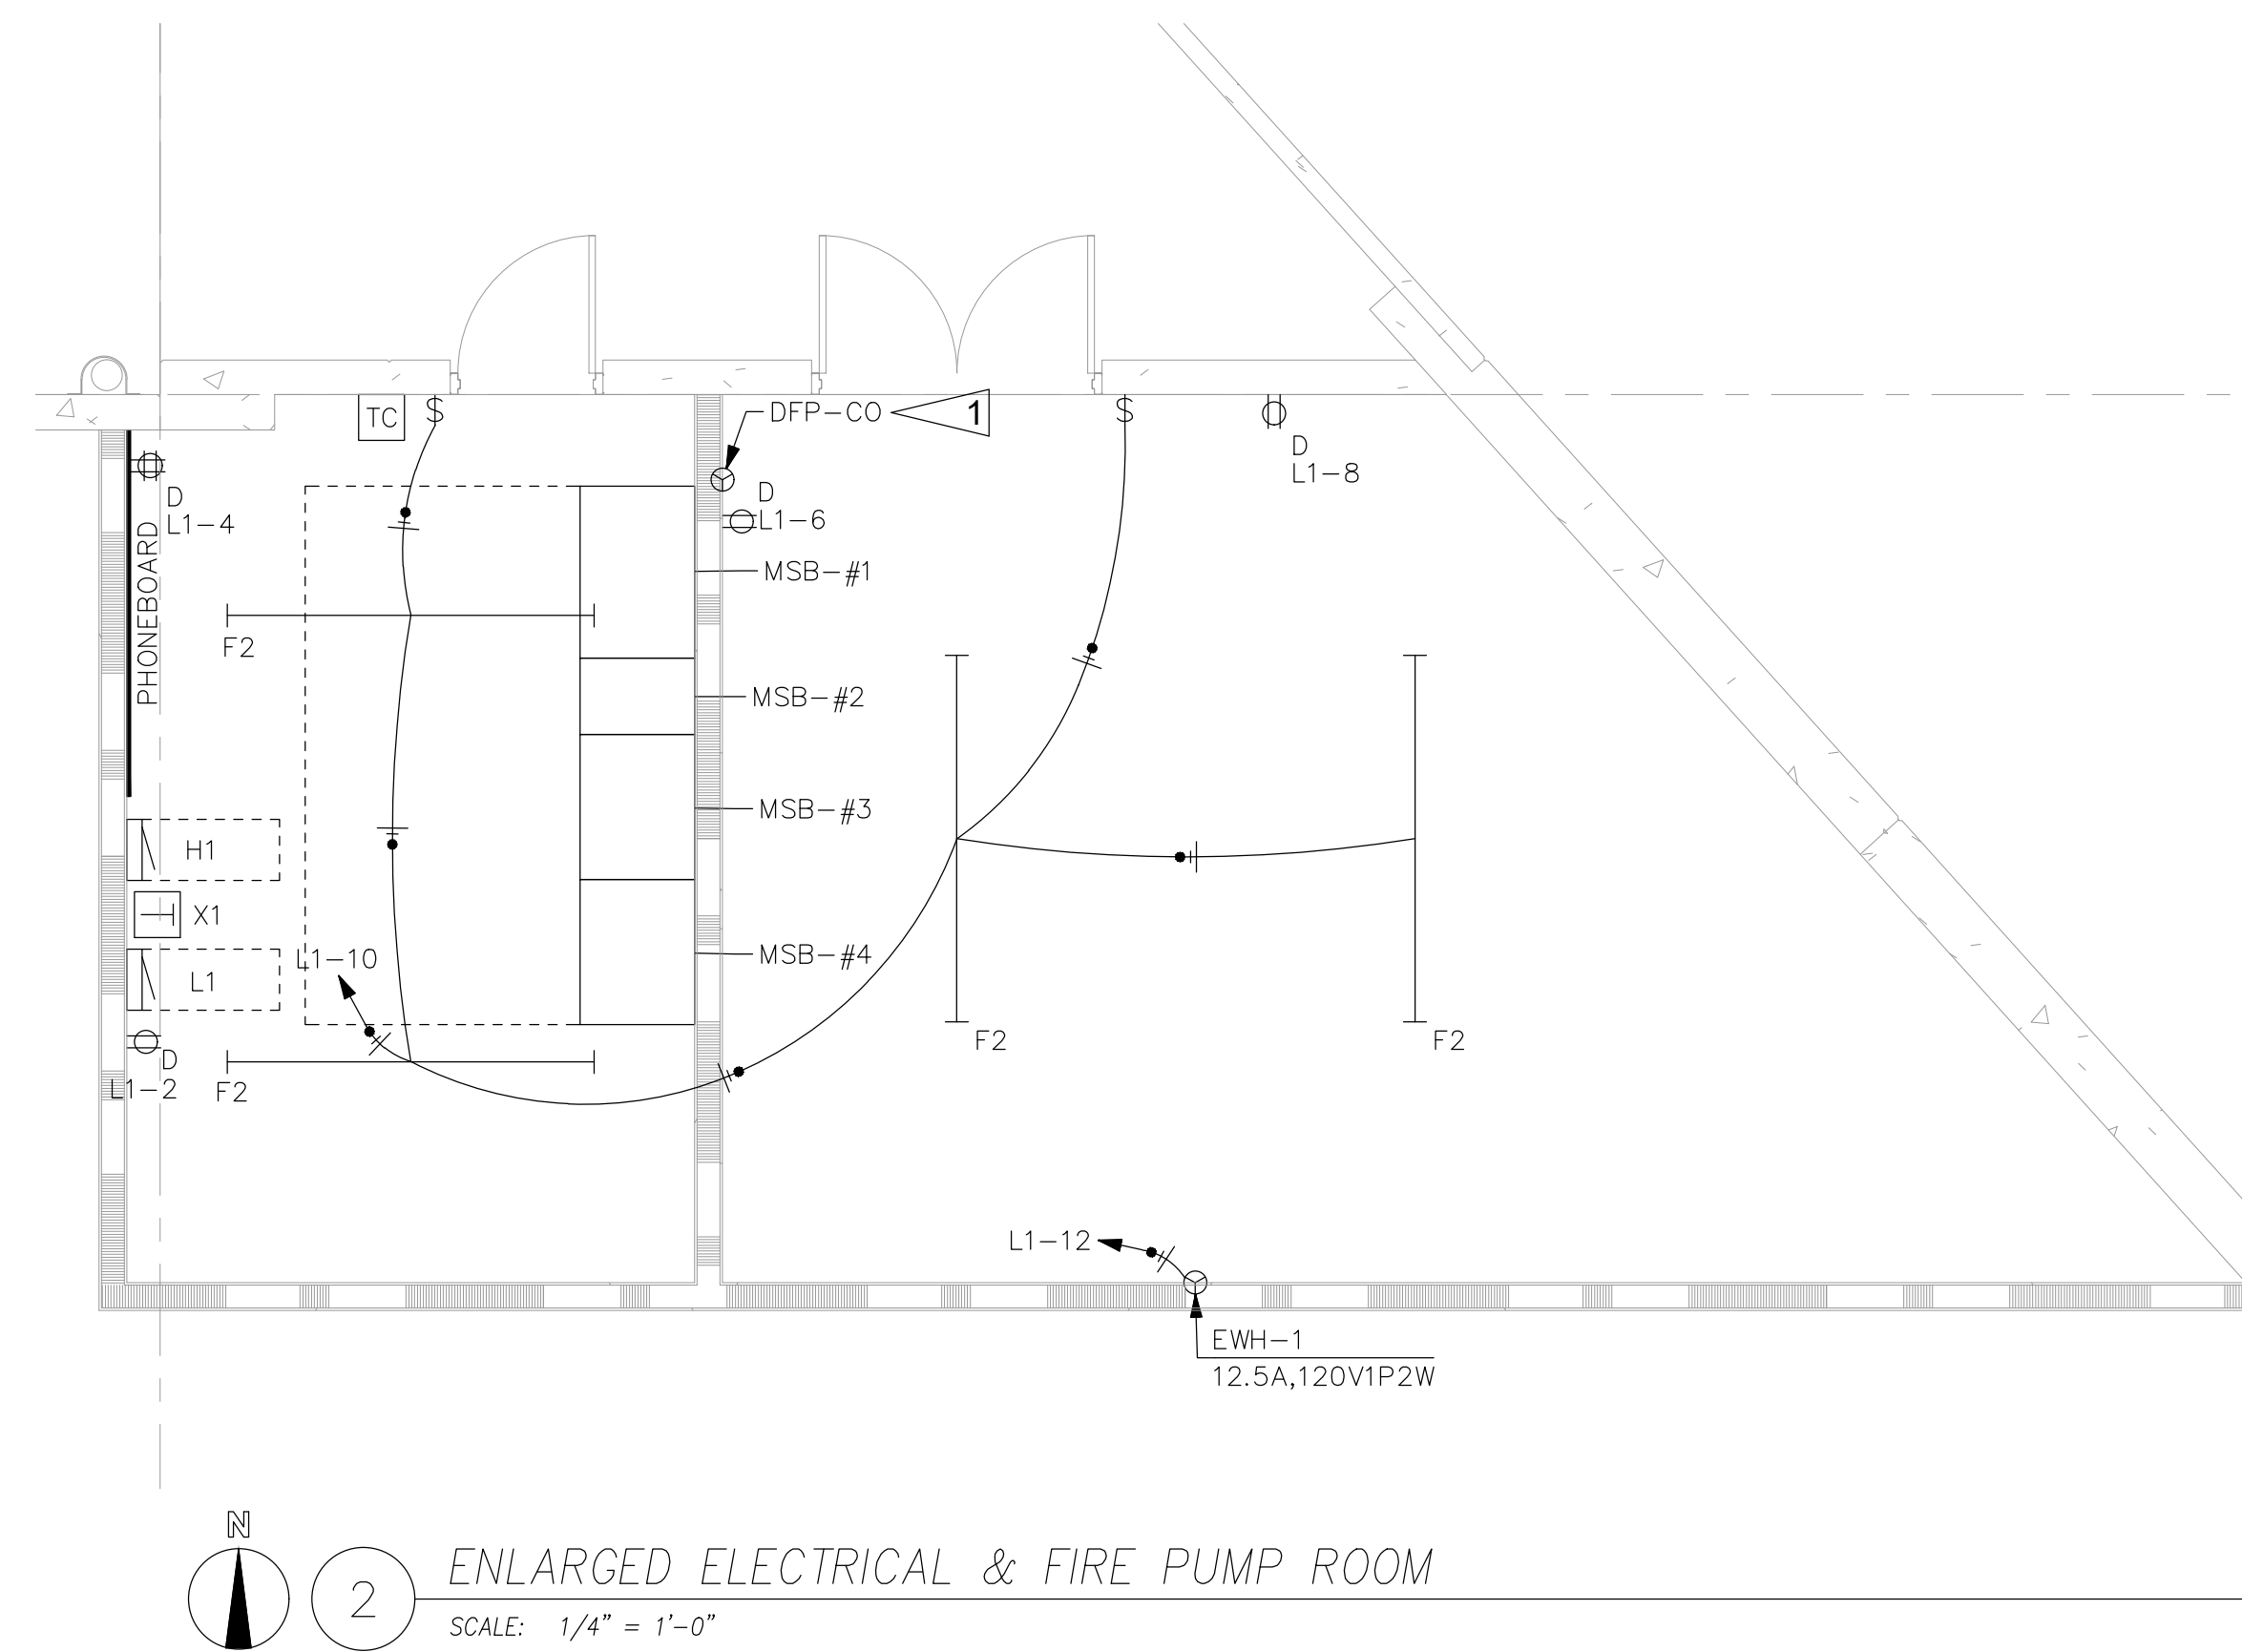 TC
$
DFP-CO
1
$
D
L1-8
D
L1-4
D
L1-6
PHONEBOARD
MSB-#1
F2
MSB-#2
MSB-#3
H1
X1
L1-10
MSB-#4
L1
F2
F2
D
L1-2
F2
L1-12
EWH-1
12.5A,120V1P2W
N
2
ENLARGED ELECTRICAL & FIRE PUMP ROOM
SCALE: 1/4" = 1'-0"